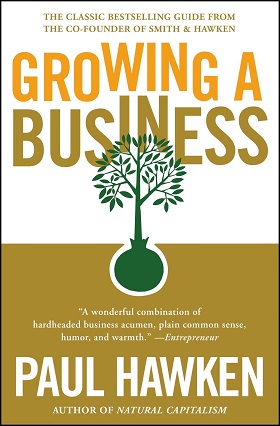 THE CLASSIC BESTSELLING GUIDE FROM
THE CO-FOUNDER OF SMITH & HAWKEN
GROWING A
BUSINESS
“A wonderful combination of
hardheaded business acumen, plain common sense,
humor, and warmth.” —Entrepreneur
PAUL HAWKEN
AUTHOR OF NATURAL CAPITALISM